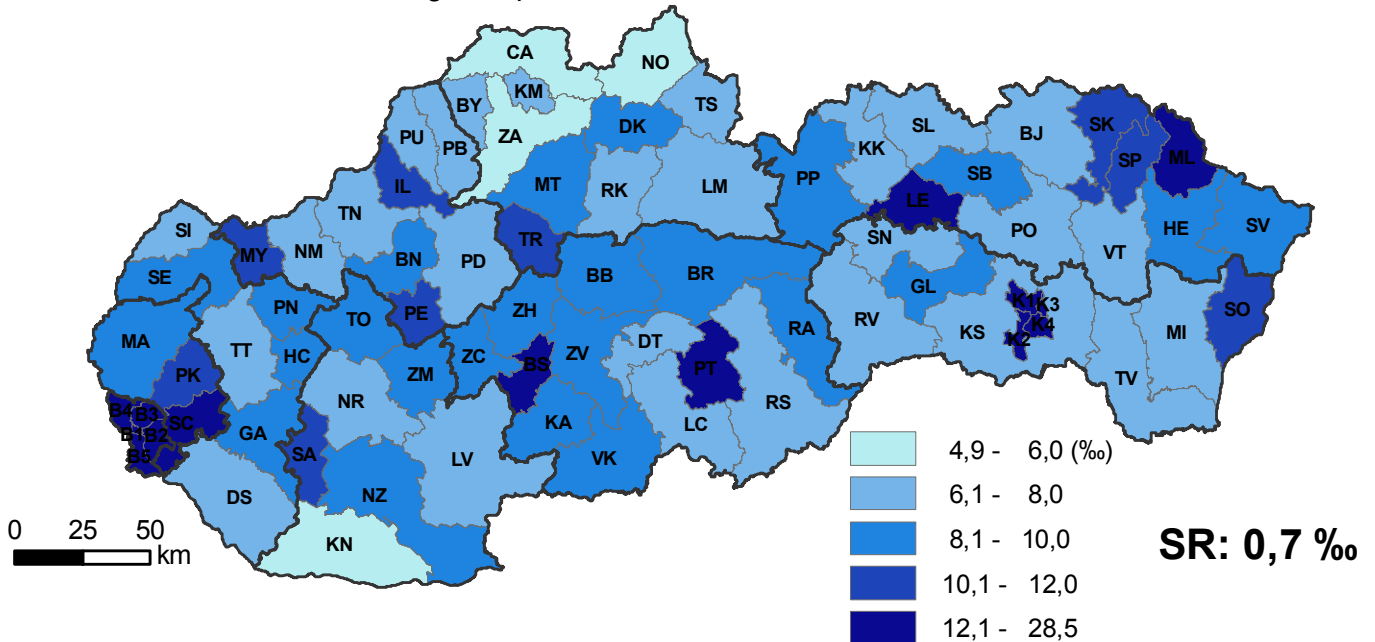 CA
NO
KM
BY
TS
PU
PB
ZA
DK
SL
BJ
SK
KK
SP
ML
IL
MT
RK
LM
PP
SB
LE
TN
SI
MY
NM
TR
SN
PO
VT
HE
SV
SE
BN
PD
BB
BR
GL
PN
TO
PE
ZH
K1
K3
K4
K2
SO
MA
TT
HC
ZC
BS
ZV
DT
RA
RV
KS
MI
PK
ZM
PT
TV
NR
RS
B4
B3
SC
B1
B2
B5
GA
SA
KA
LC
LV
VK
DS
NZ
KN
0 25 50
km
4,9 - 6,0 (‰)
6,1 - 8,0
8,1 - 10,0
10,1 - 12,0
12,1 - 28,5
SR: 0,7 ‰